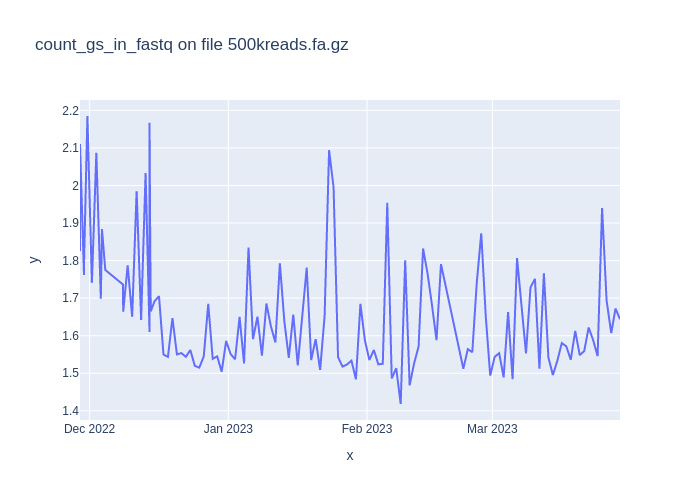 count_gs_in_fastq on file 500kreads.fa.gz
2.2
2.1
2
1.9
1.8
1.7
1.6
1.5
1.4
y
Dec 2022
Jan 2023
Feb 2023
Mar 2023
x